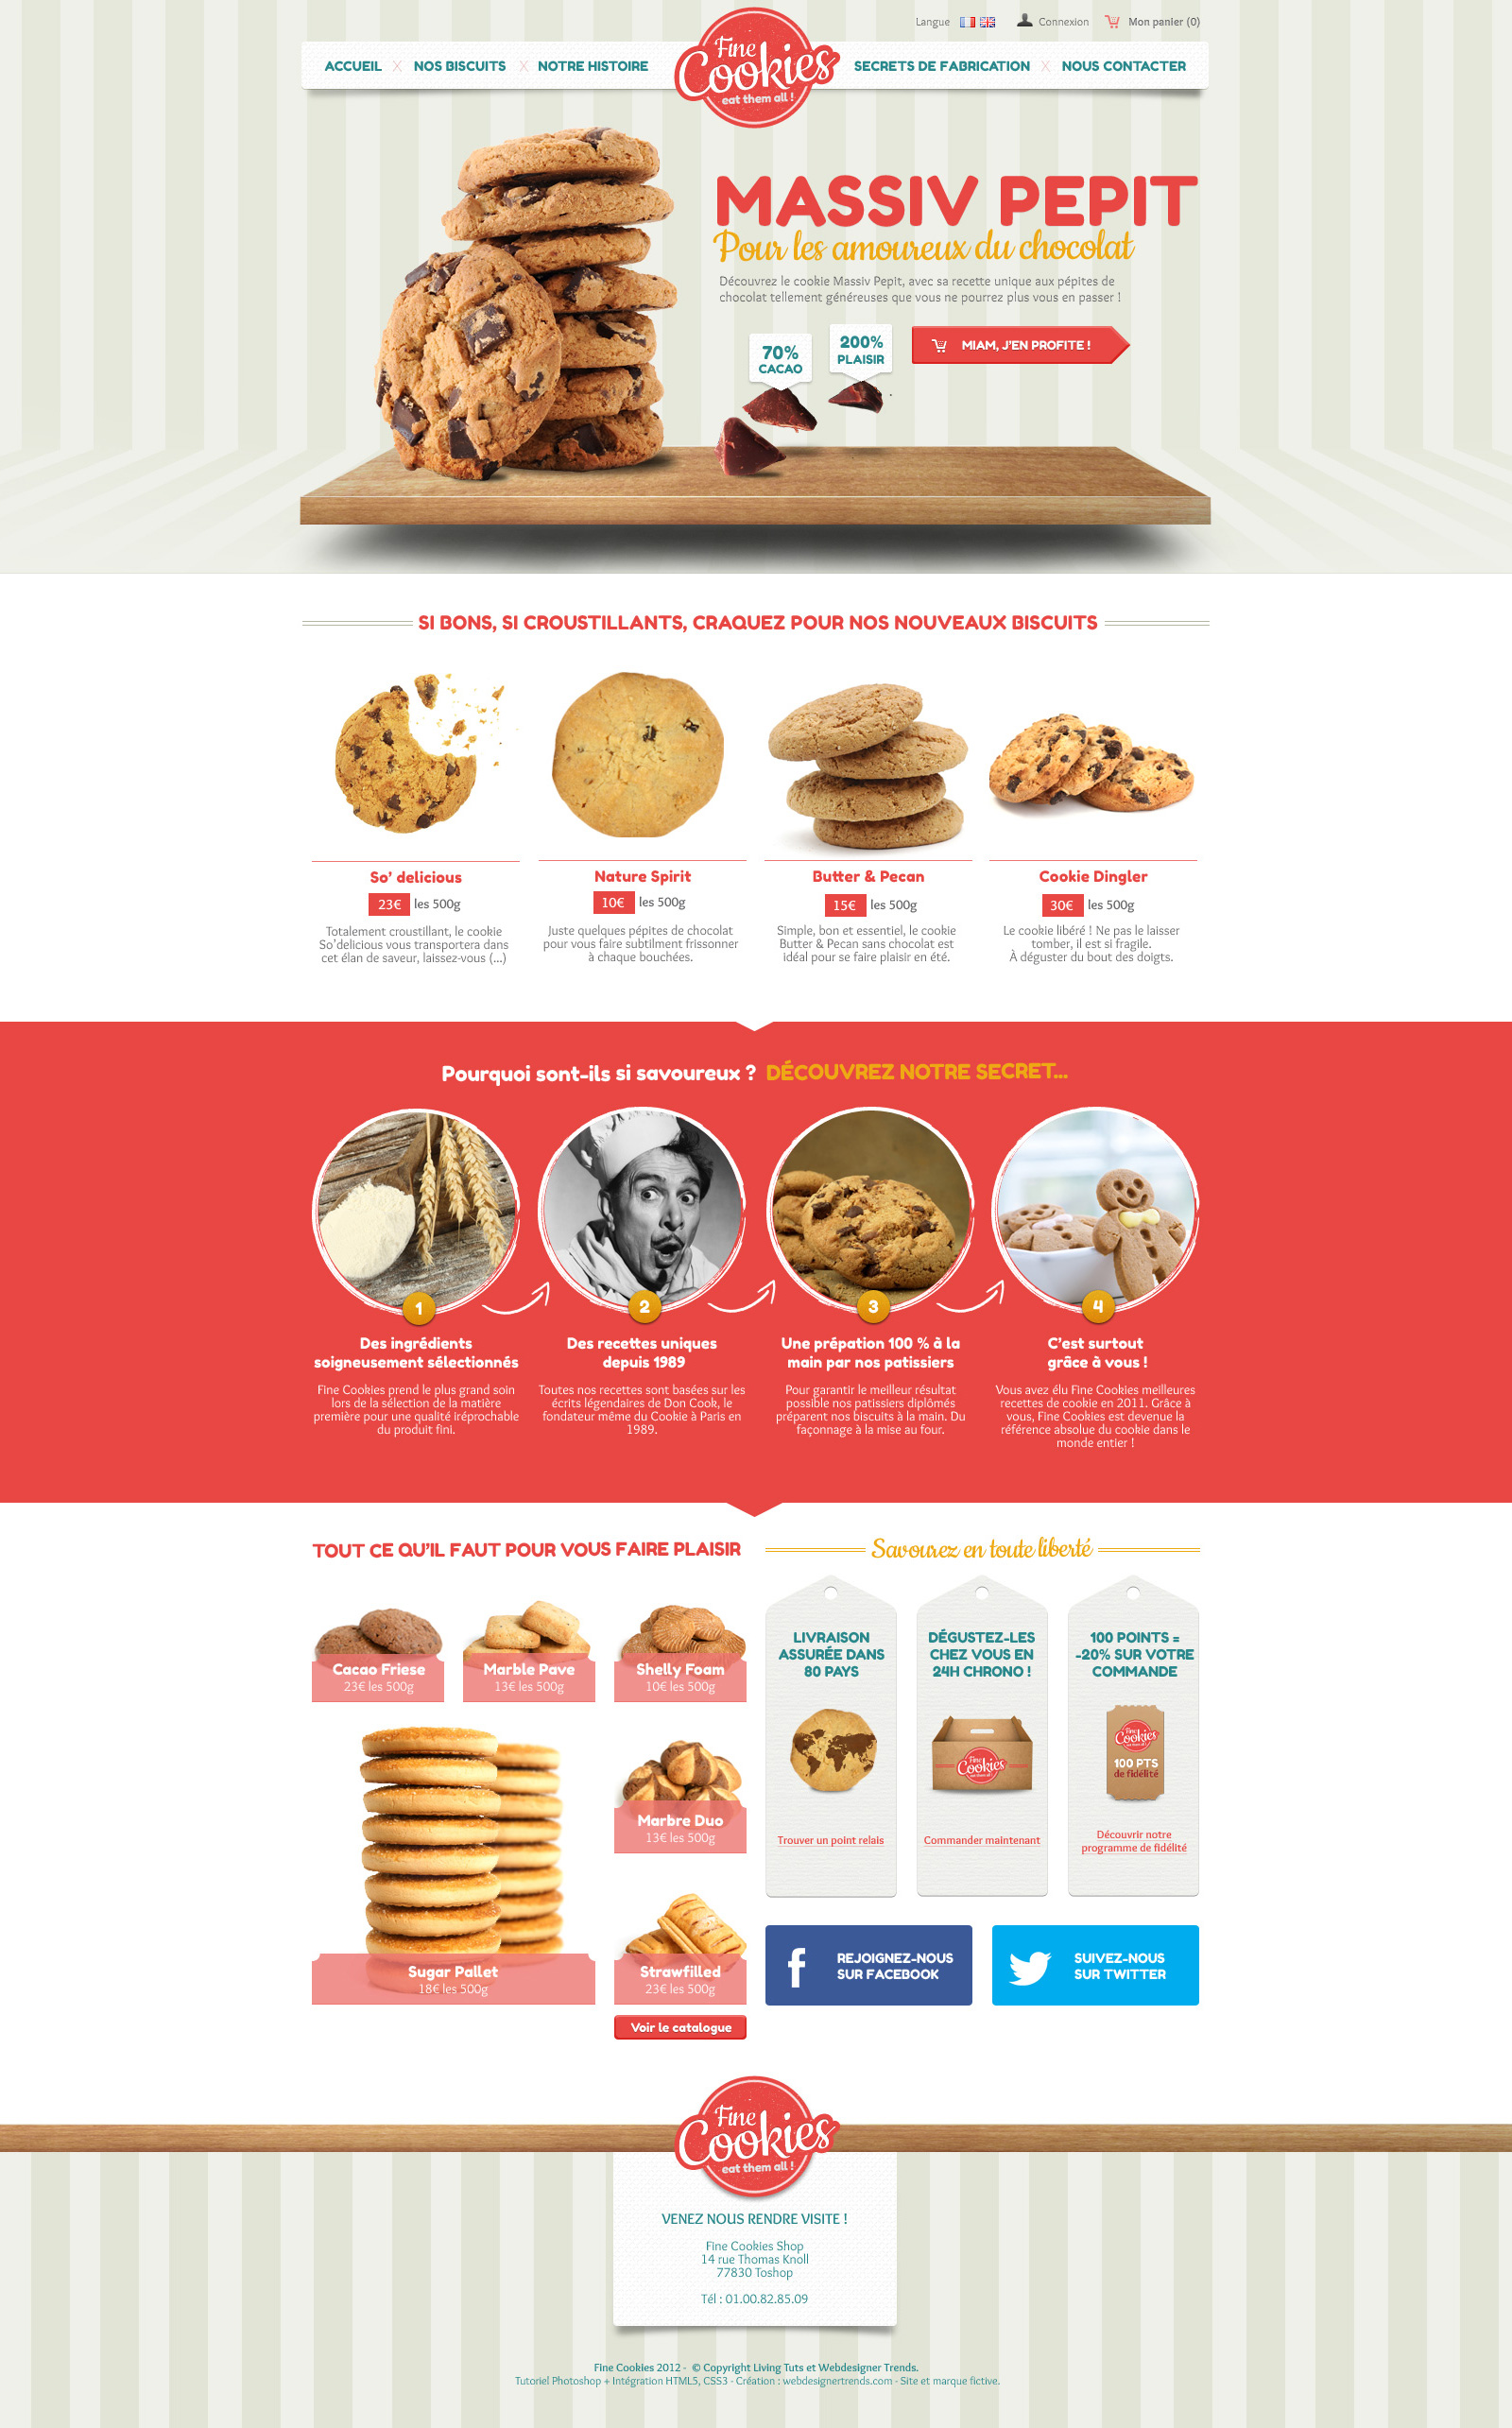 Langue Connexion Mon panier (0)
ACCUEIL X NOS BISCUITS X NOTRE HISTOIRE
Fine
Cookies
eat them all !
SECRETS DE FABRICATION X NOUS CONTACTER
MASSIV PEPIT
Pour les amoureux du chocolat
Découvrez le cookie Massiv Pepit, avec sa recette unique aux pépites de
chocolat tellement généreuses que vous ne pourrez plus vous en passer !
70%
CACAO
200%
PLAISIR
MIAM, J'EN PROFITE !
SI BONS, SI CROUSTILLANTS, CRAQUEZ POUR NOS NOUVEAUX BISCUITS
So' delicious
23€ les 500g
Totalement croustillant, le cookie
So'delicious vous transportera dans
cet élan de saveur, laissez-vous (...)
Nature Spirit
10€ les 500g
Juste quelques pépites de chocolat
pour vous faire subtilment frissonner
à chaque bouchées.
Butter & Pecan
15€ les 500g
Simple, bon et essentiel, le cookie
Butter & Pecan sans chocolat est
idéal pour se faire plaisir en été.
Cookie Dingler
30€ les 500g
Le cookie libéré ! Ne pas le laisser
tomber, il est si fragile.
À déguster du bout des doigts.
Pourquoi sont-ils si savoureux ? DÉCOUVREZ NOTRE SECRET...
1
Des ingrédients
soigneusement sélectionnés
Fine Cookies prend le plus grand soin
lors de la sélection de la matière
première pour une qualité iréprochable
du produit fini.
2
Des recettes uniques
depuis 1989
Toutes nos recettes sont basées sur les
écrits légendaires de Don Cook, le
fondateur même du Cookie à Paris en
1989.
3
Une prépation 100 % à la
main par nos patissiers
Pour garantir le meilleur résultat
possible nos patissiers diplômés
préparent nos biscuits à la main. Du
façonnage à la mise au four.
4
C'est surtout
grâce à vous !
Vous avez élu Fine Cookies meilleures
recettes de cookie en 2011. Grâce à
vous, Fine Cookies est devenue la
référence absolue du cookie dans le
monde entier !
TOUT CE QU'IL FAUT POUR VOUS FAIRE PLAISIR
Cacao Friese
23€ les 500g
Marble Pave
13€ les 500g
Shelly Foam
10€ les 500g
Sugar Pallet
18€ les 500g
Marbre Duo
13€ les 500g
Strawfilled
23€ les 500g
Voir le catalogue
Savourez en toute liberté
LIVRAISON
ASSURÉE DANS
80 PAYS
Trouver un point relais
DÉGUSTEZ-LES
CHEZ VOUS EN
24H CHRONO !
Fine
Cookies
Commander maintenant
100 POINTS =
-20% SUR VOTRE
COMMANDE
Fine
Cookies
100 PTS
de fidélité
Découvrir notre
programme de fidélité
f REJOIGNEZ-NOUS
SUR FACEBOOK
SUIVEZ-NOUS
SUR TWITTER
Fine
Cookies
eat them all !
VENEZ NOUS RENDRE VISITE !
Fine Cookies Shop
14 rue Thomas Knoll
77830 Toshop
Tél : 01.00.82.85.09
Fine Cookies 2012 - © Copyright Living Tuts et Webdesigner Trends.
Tutoriel Photoshop + Intégration HTML5, CSS3 - Création : webdesignertrends.com - Site et marque fictive.